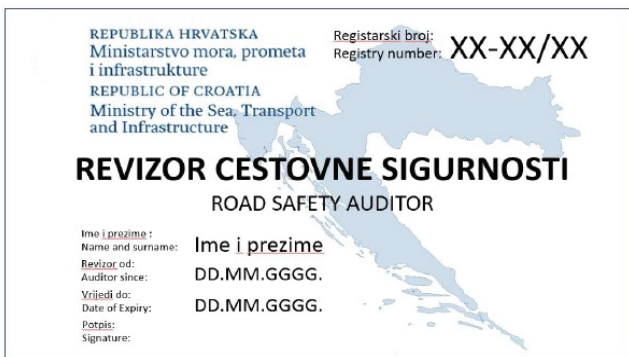 REPUBLIKA HRVATSKA
Ministarstvo mora, prometa
i infrastrukture
REPUBLIC OF CROATIA
Ministry of the Sea, Transport
and Infrastructure
Registarski broj:
Registry number: XX-XX/XX
REVIZOR CESTOVNE SIGURNOSTI
ROAD SAFETY AUDITOR
Ime i prezime :
Name and surname: Ime i prezime
Revizor od:
Auditor since: DD.MM.GGGG.
Vrijedi do:
Date of Expiry: DD.MM.GGGG.
Potpis:
Signature: